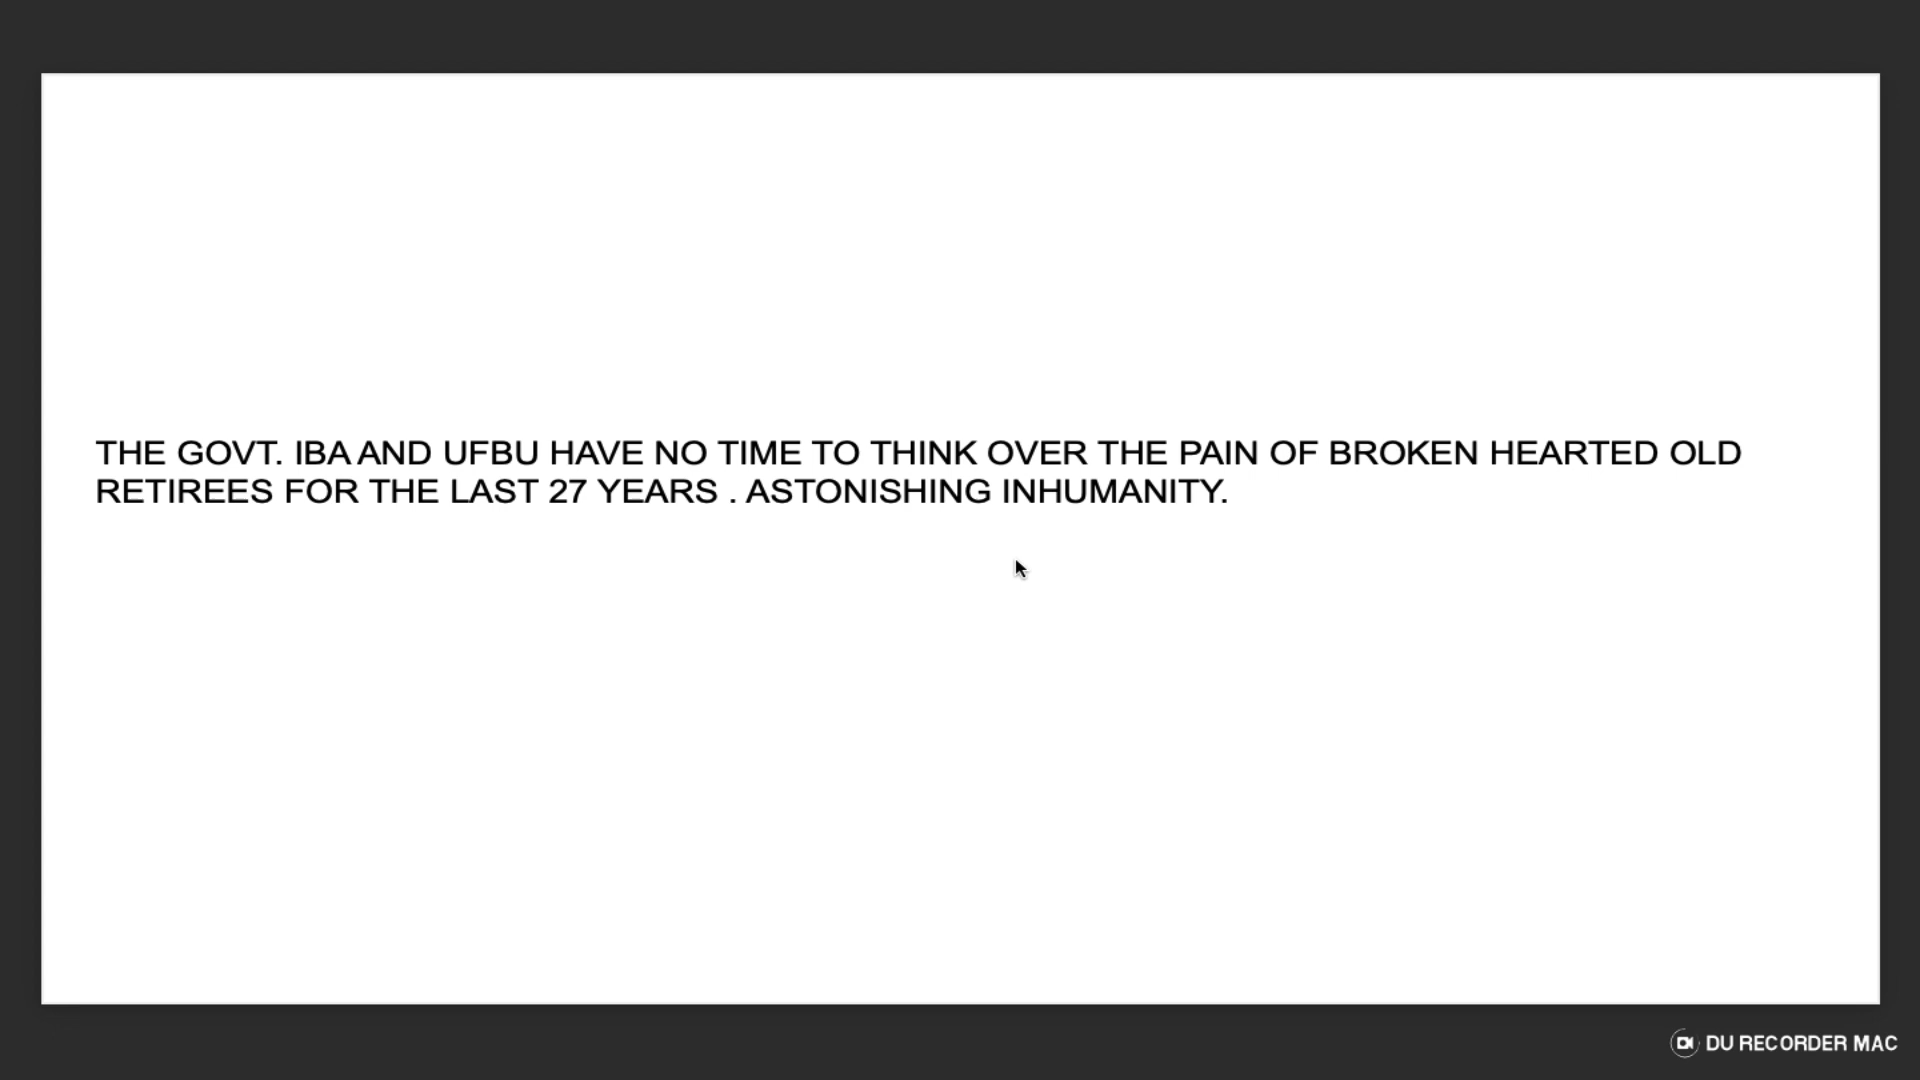 THE GOVT. IBA AND UFBU HAVE NO TIME TO THINK OVER THE PAIN OF BROKEN HEARTED OLD
RETIREES FOR THE LAST 27 YEARS . ASTONISHING INHUMANITY.
DU RECORDER MAC